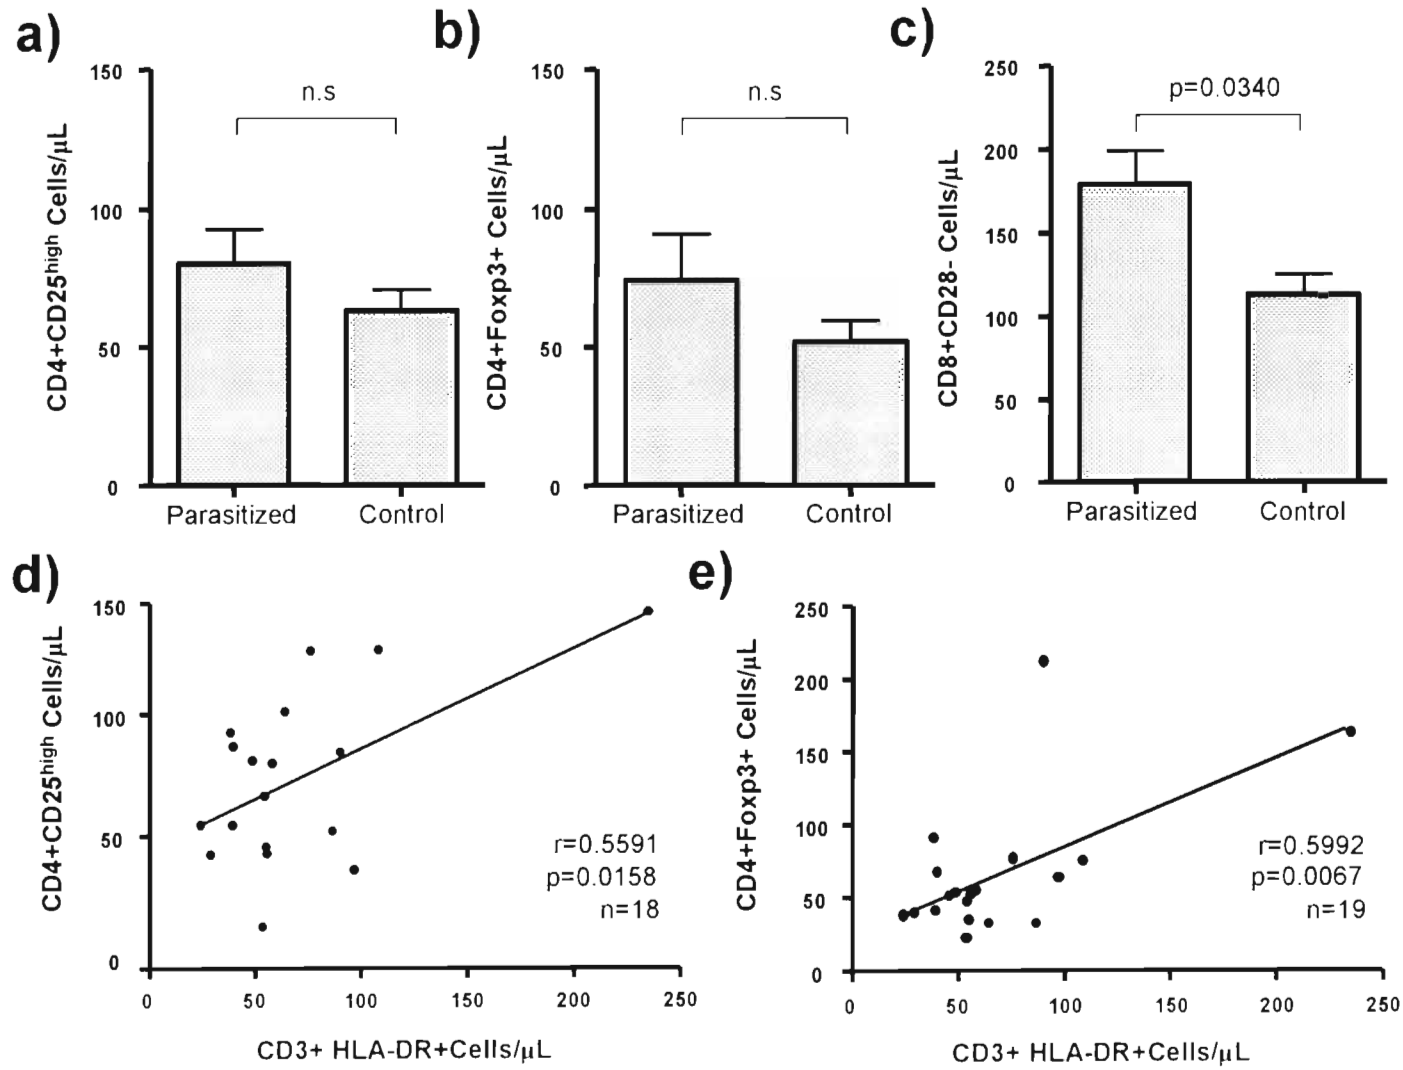 a)
CD4+CD25high Cells/μL
150
100
50
0
n.s
Parasitized Control
b)
CD4+Foxp3+ Cells/μL
150
100
50
0
n.s
Parasitized Control
c)
CD8+CD28- Cells/μL
250
200
150
100
50
0
p=0.0340
Parasitized Control
d)
CD4+CD25high Cells/μL
150
100
50
0
r=0.5591
p=0.0158
n=18
0 50 100 150 200 250
CD3+ HLA-DR+Cells/μL
e)
CD4+Foxp3+ Cells/μL
250
200
150
100
50
0
r=0.5992
p=0.0067
n=19
0 50 100 150 200 250
CD3+ HLA-DR+Cells/μL